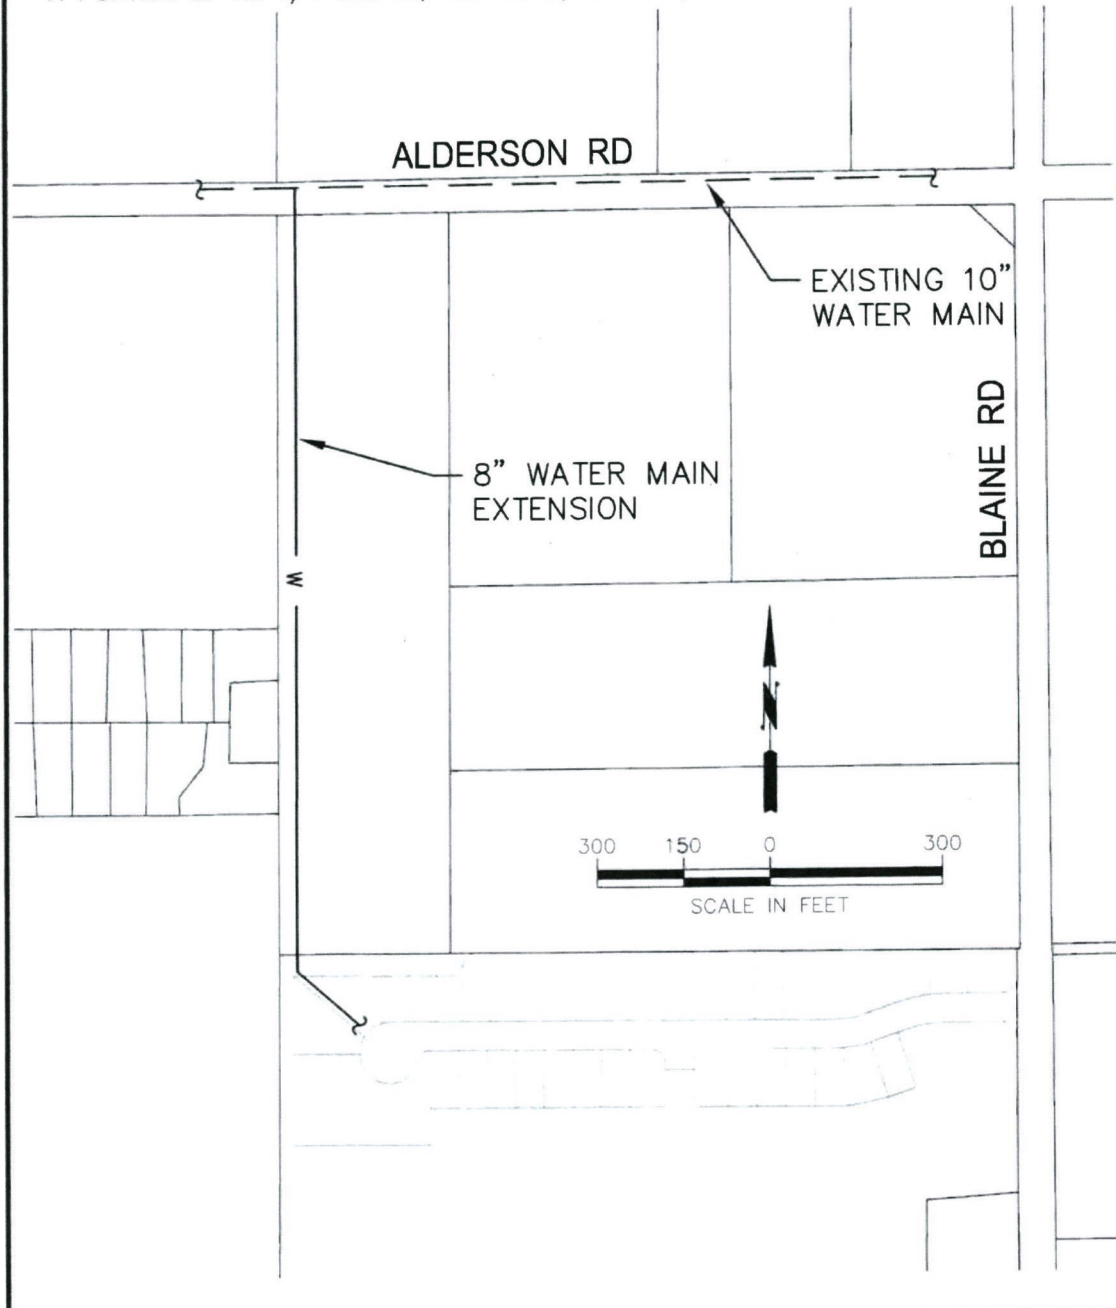 ALDERSON RD
EXISTING 10"
WATER MAIN
BLAINE RD
8" WATER MAIN
EXTENSION
W
N
300 150 0 300
SCALE IN FEET